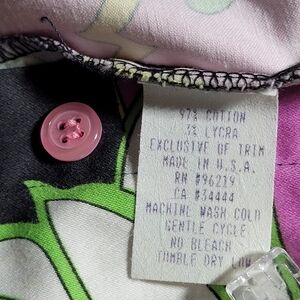 97% COTTON
3% LYCRA
EXCLUSIVE OF TRIM
MADE IN U.S.A.
RN #96219
CA #34444
MACHINE WASH COLD
GENTLE CYCLE
NO BLEACH
TUMBLE DRY LOW